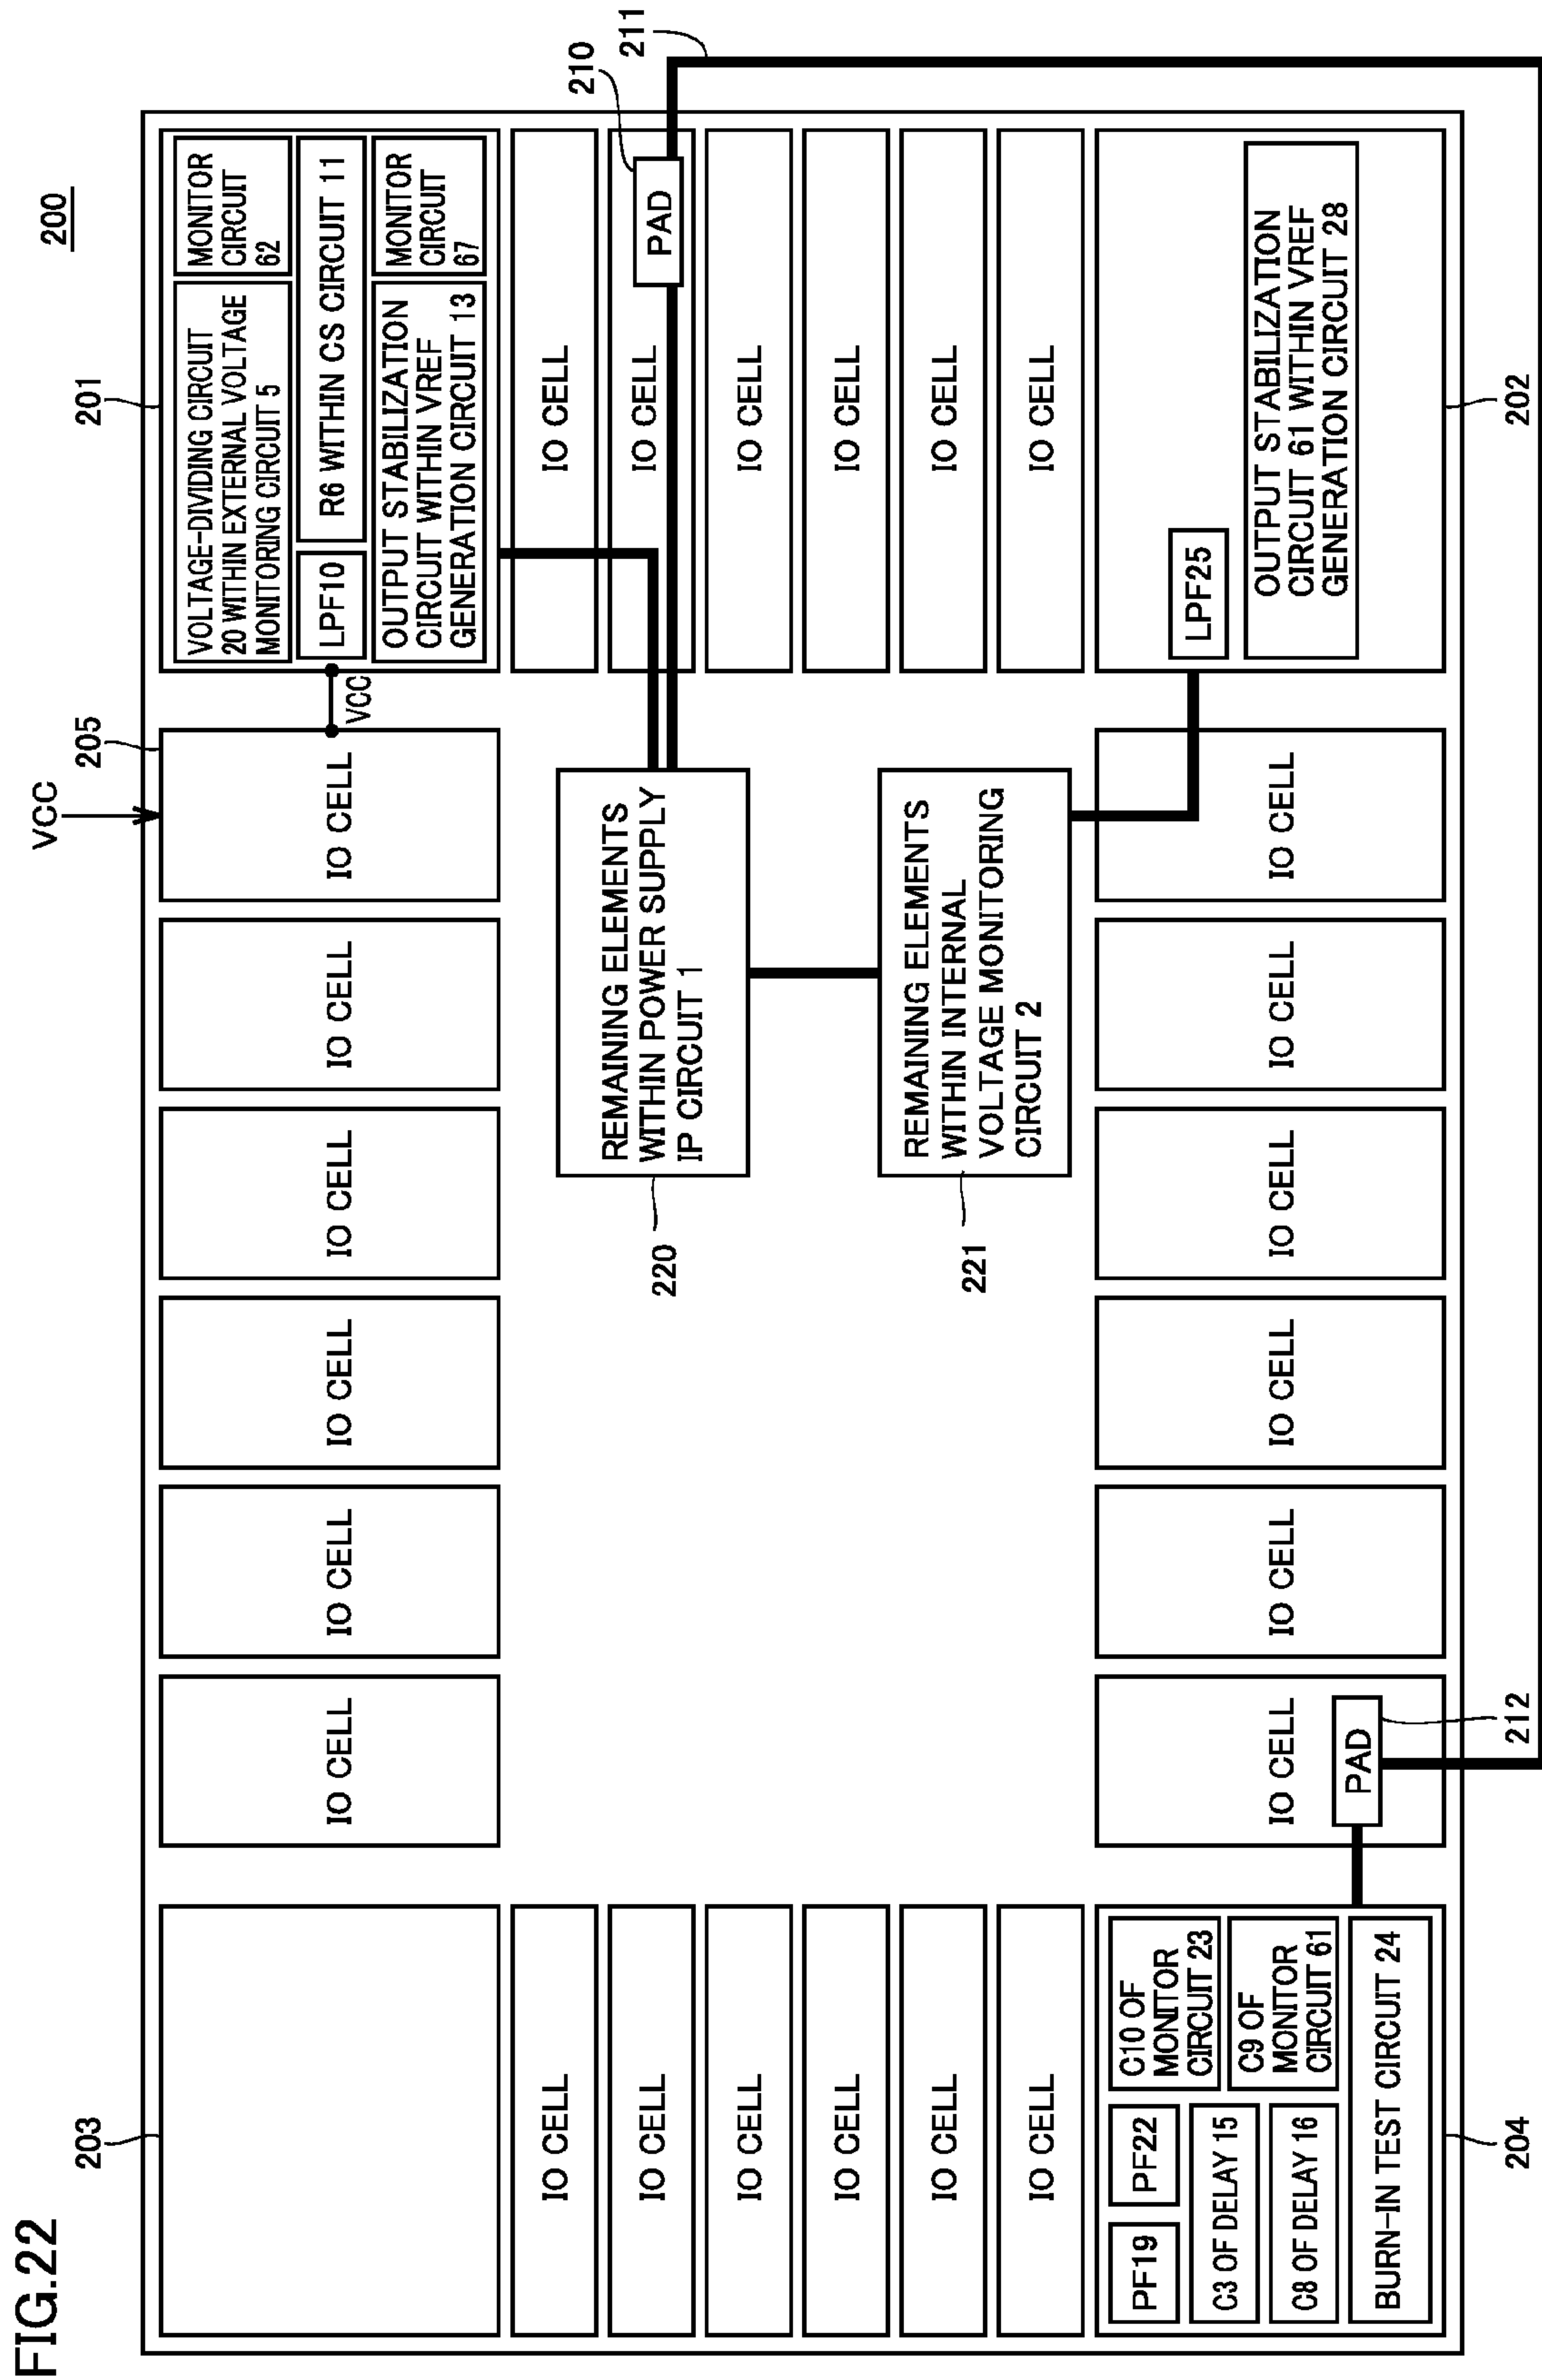 FIG.22
200
VCC
203
205
201
IO CELL
IO CELL
IO CELL
IO CELL
IO CELL
IO CELL
VCC
VOLTAGE-DIVIDING CIRCUIT
20 WITHIN EXTERNAL VOLTAGE
MONITORING CIRCUIT 5
MONITOR
CIRCUIT
62
LPF10
R6 WITHIN CS CIRCUIT 11
OUTPUT STABILIZATION
CIRCUIT WITHIN VREF
GENERATION CIRCUIT 13
MONITOR
CIRCUIT
67
IO CELL
IO CELL
IO CELL
IO CELL
IO CELL
IO CELL
220
REMAINING ELEMENTS
WITHIN POWER SUPPLY
IP CIRCUIT 1
221
REMAINING ELEMENTS
WITHIN INTERNAL
VOLTAGE MONITORING
CIRCUIT 2
IO CELL
IO CELL
PAD
210
211
IO CELL
IO CELL
IO CELL
IO CELL
PF19
PF22
C10 OF
MONITOR
CIRCUIT 23
C3 OF DELAY 15
C9 OF
MONITOR
CIRCUIT 61
C8 OF DELAY 16
BURN-IN TEST CIRCUIT 24
IO CELL
PAD
IO CELL
IO CELL
IO CELL
IO CELL
IO CELL
LPF25
OUTPUT STABILIZATION
CIRCUIT 61 WITHIN VREF
GENERATION CIRCUIT 28
204
212
202